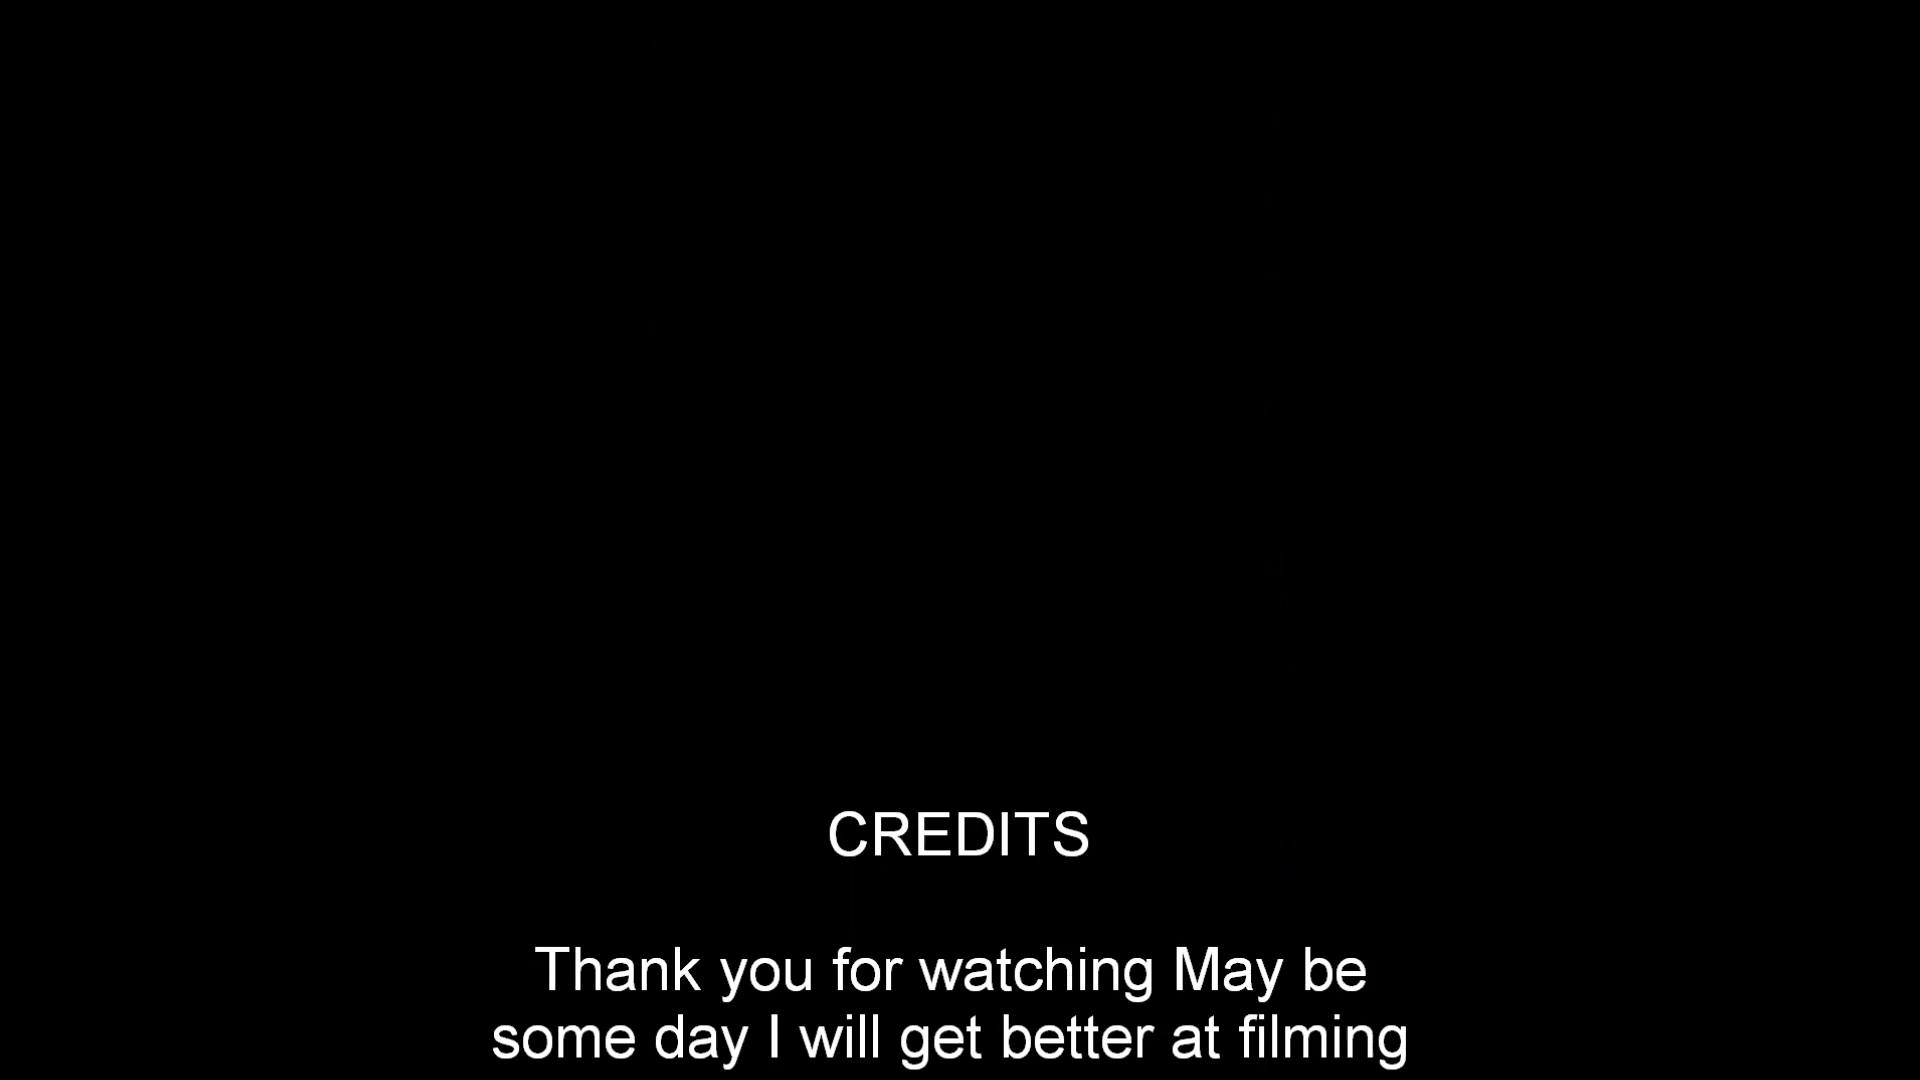 CREDITS
Thank you for watching May be
some day I will get better at filming